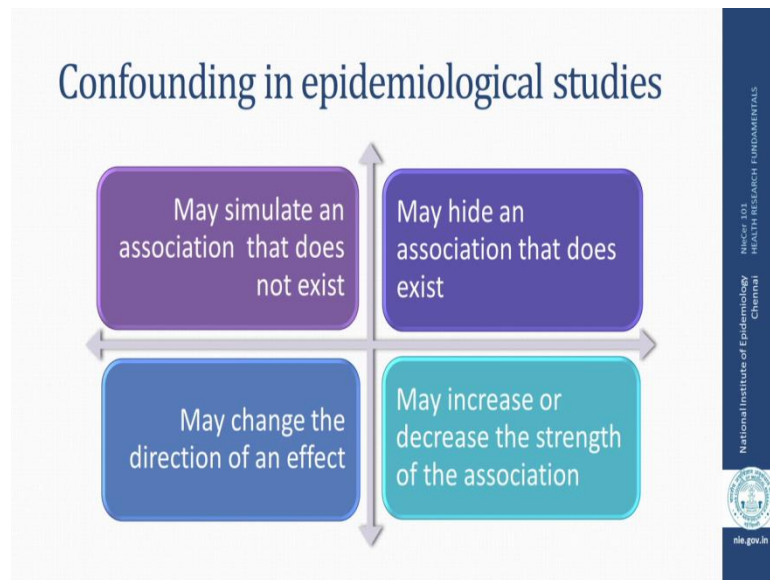 Confounding in epidemiological studies
May simulate an
association that does
not exist
May hide an
association that does
exist
May change the
direction of an effect
May increase or
decrease the strength
of the association
National Institute of Epidemiology
Chennai
NIeCer 101
HEALTH RESEARCH FUNDAMENTALS
nie.gov.in